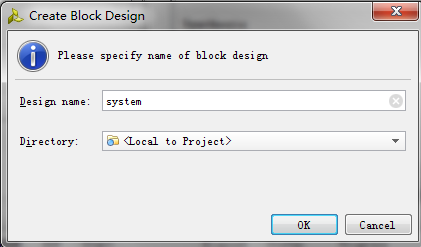 Create Block Design
Please specify name of block design
Design name: system
Directory: <Local to Project>
OK Cancel